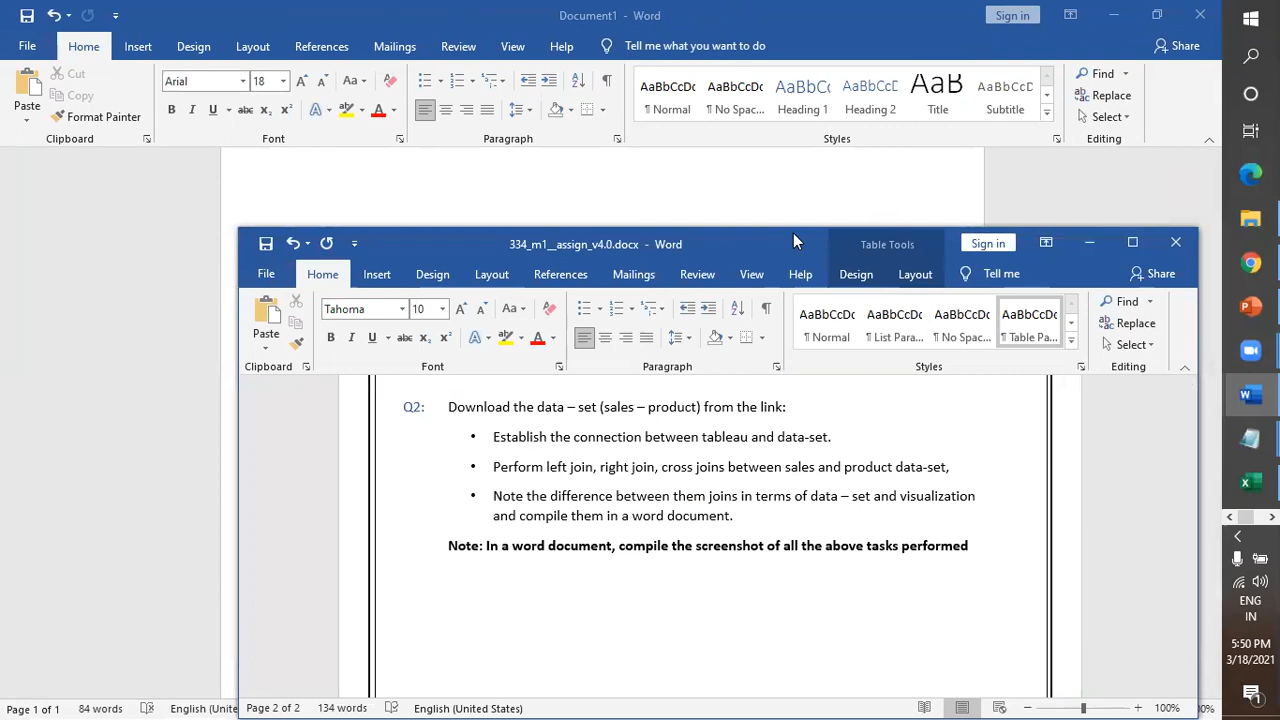 Document1 - Word
Sign in
File Home Insert Design Layout References Mailings Review View Help Tell me what you want to do Share
Paste
Cut
Copy
Format Painter
Arial 18
AaBbCcDc AaBbCcDc AaBbCc AaBbCcD AaB AaBbCcD
¶ Normal ¶ No Spac... Heading 1 Heading 2 Title Subtitle
Find
Replace
Select
Clipboard Font Paragraph Styles Editing
334_m1__assign_v4.0.docx - Word
Table Tools
Sign in
File Home Insert Design Layout References Mailings Review View Help Design Layout Tell me Share
Paste
Tahoma 10
AaBbCcDc AaBbCcDc AaBbCcDc AaBbCcDc
¶ Normal ¶ List Para... ¶ No Spac... ¶ Table Pa...
Find
Replace
Select
Clipboard Font Paragraph Styles Editing
Q2: Download the data – set (sales – product) from the link:
• Establish the connection between tableau and data-set.
• Perform left join, right join, cross joins between sales and product data-set,
• Note the difference between them joins in terms of data – set and visualization
and compile them in a word document.
Note: In a word document, compile the screenshot of all the above tasks performed
Page 1 of 1 84 words English (United
Page 2 of 2 134 words English (United States) 100%
00%
ENG
IN
5:50 PM
3/18/2021
1